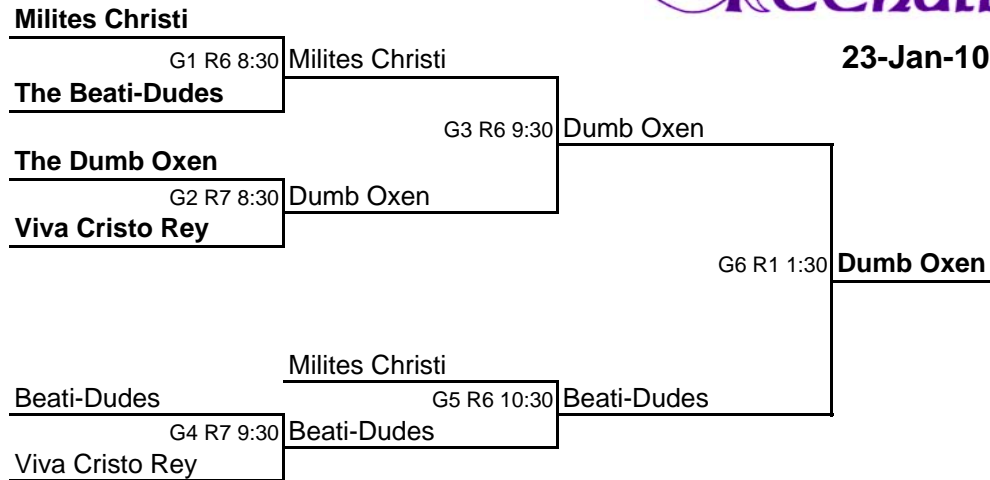 Milites Christi
G1 R6 8:30 Milites Christi
23-Jan-10
The Beati-Dudes
G3 R6 9:30 Dumb Oxen
The Dumb Oxen
G2 R7 8:30 Dumb Oxen
Viva Cristo Rey
G6 R1 1:30 Dumb Oxen
Milites Christi
Beati-Dudes
G5 R6 10:30 Beati-Dudes
G4 R7 9:30 Beati-Dudes
Viva Cristo Rey